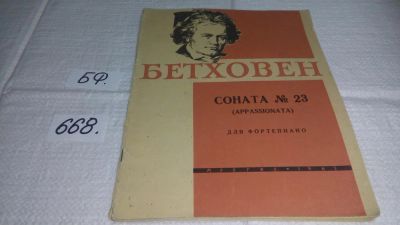 БФ.
668.
БЕТХОВЕН
СОНАТА № 23
(APPASSIONATA)
ДЛЯ ФОРТЕПИАНО